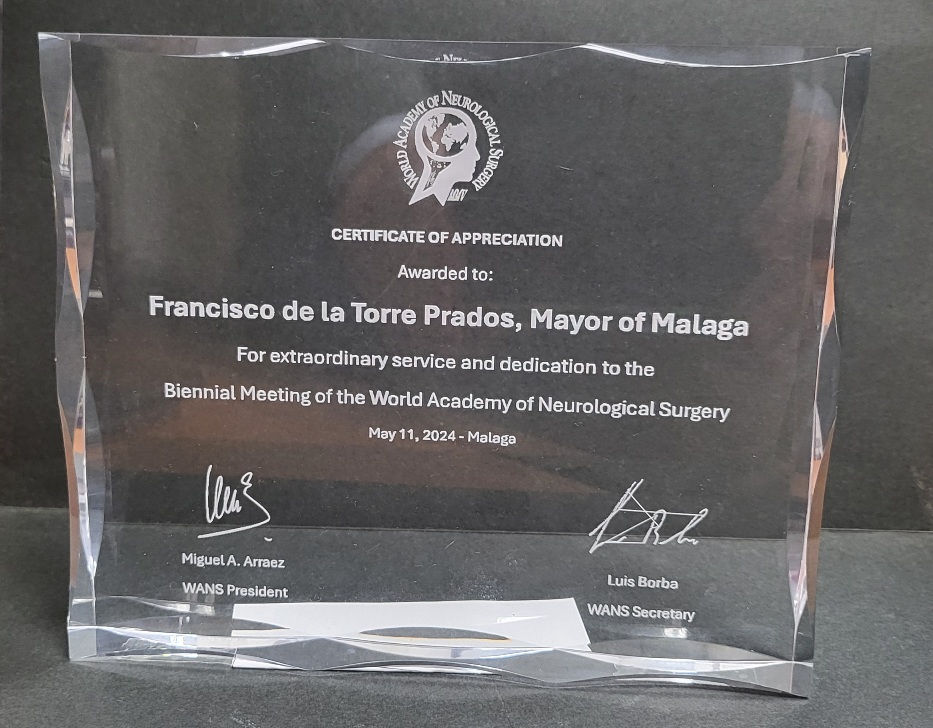 WORLD ACADEMY OF NEUROLOGICAL SURGERY
CERTIFICATE OF APPRECIATION
Awarded to:
Francisco de la Torre Prados, Mayor of Malaga
For extraordinary service and dedication to the
Biennial Meeting of the World Academy of Neurological Surgery
May 11, 2024 - Malaga
Miguel A. Arraez
Luis Borba
WANS President
WANS Secretary